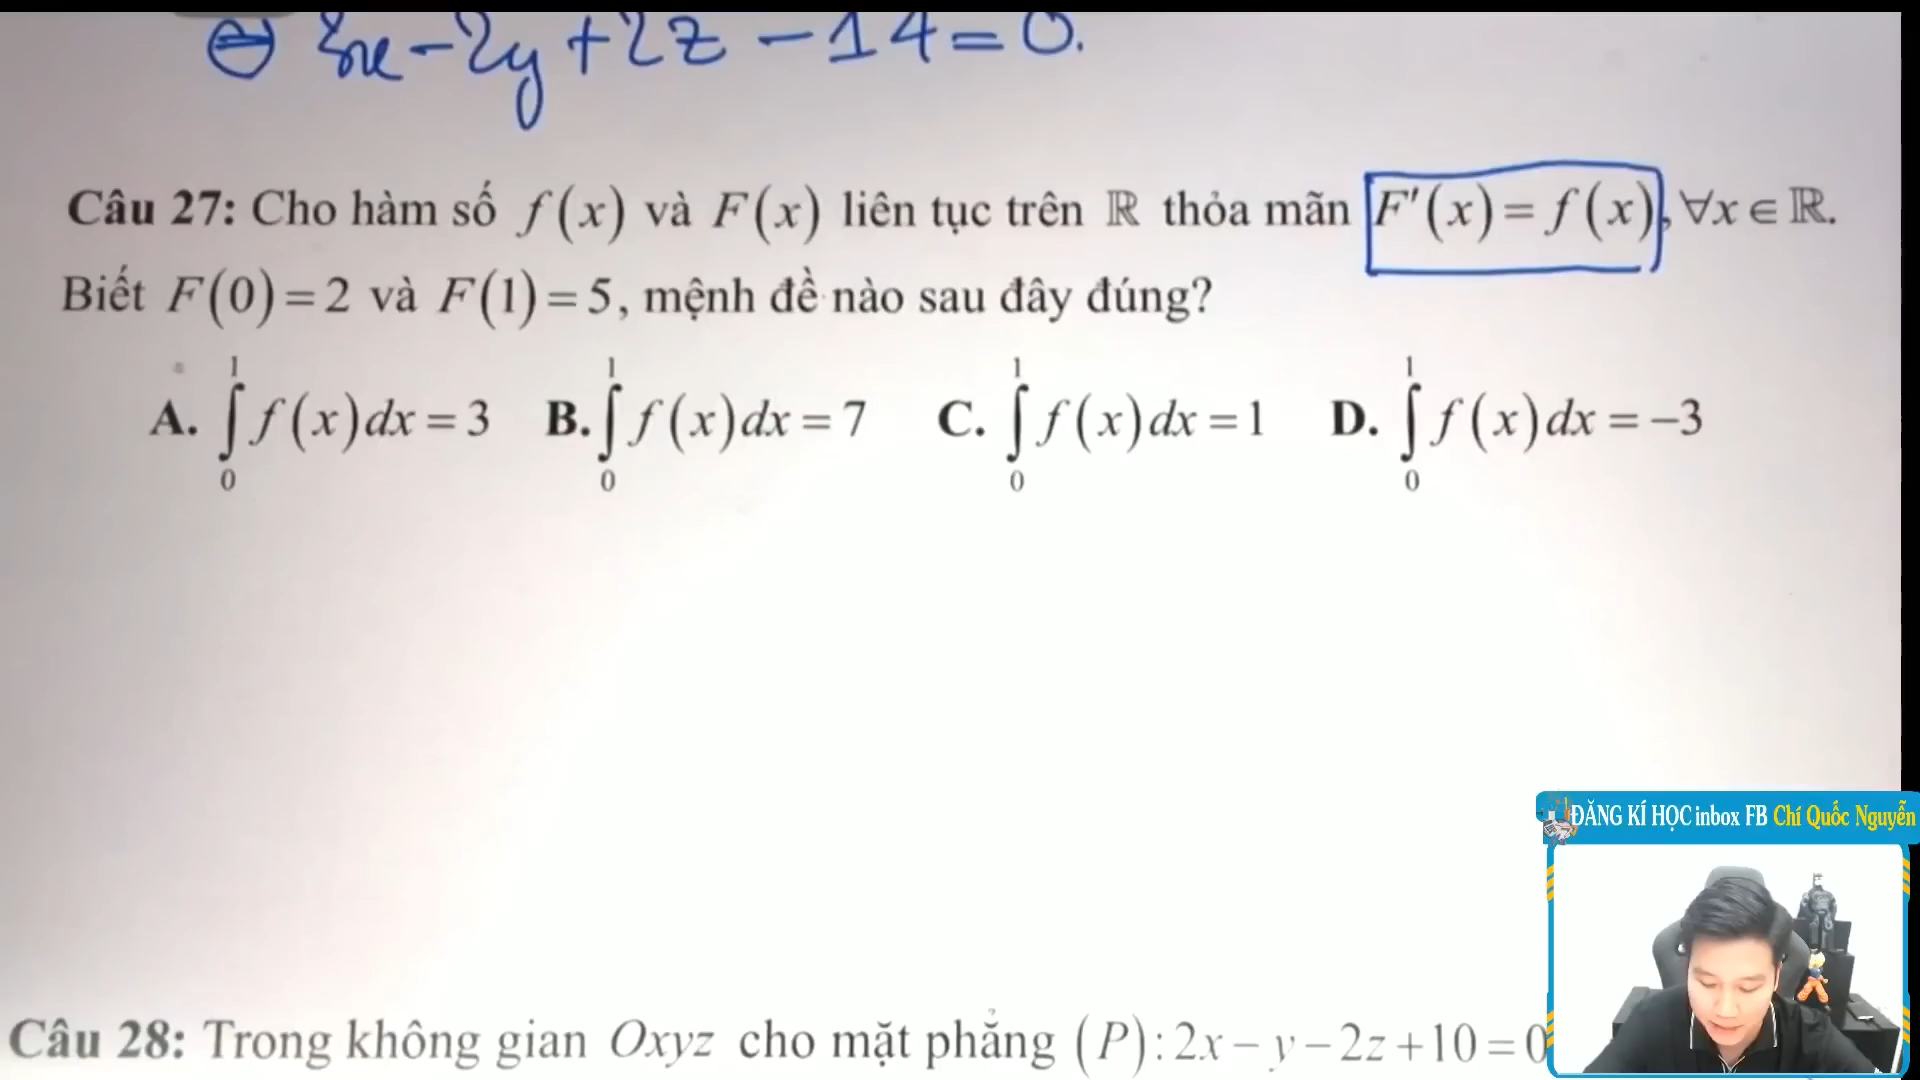 ⇔ 3x - 2y + 2z - 14 = 0.
Câu 27: Cho hàm số f(x) và F(x) liên tục trên ℝ thỏa mãn F'(x) = f(x), ∀x ∈ ℝ.
Biết F(0) = 2 và F(1) = 5, mệnh đề nào sau đây đúng?
A. ∫₀¹ f(x)dx = 3 B. ∫₀¹ f(x)dx = 7 C. ∫₀¹ f(x)dx = 1 D. ∫₀¹ f(x)dx = −3
ĐĂNG KÍ HỌC inbox FB Chí Quốc Nguyễn
Câu 28: Trong không gian Oxyz cho mặt phẳng (P): 2x − y − 2z + 10 = 0